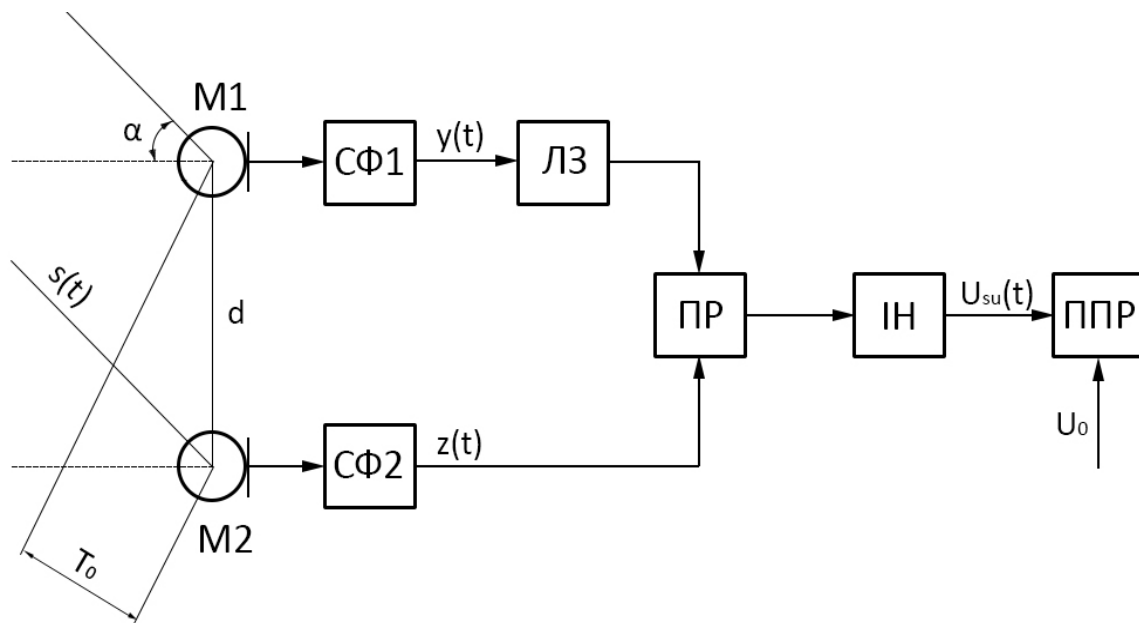 M1
α
СФ1
y(t)
ЛЗ
s(t)
d
ПР
ІН
Usu(t)
ППР
U0
СФ2
z(t)
M2
T0